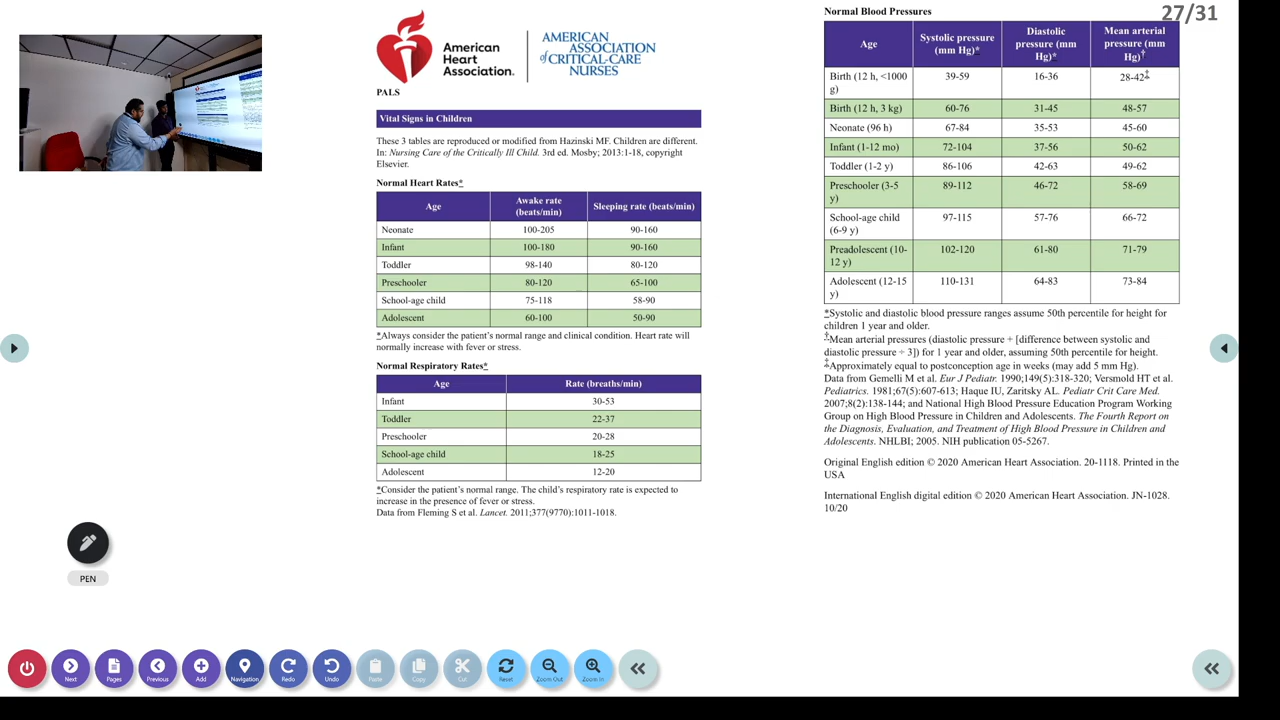 27/31
American
Heart
Association.
AMERICAN
ASSOCIATION
of CRITICAL-CARE
NURSES
PALS
Vital Signs in Children
These 3 tables are reproduced or modified from Hazinski MF. Children are different.
In: Nursing Care of the Critically Ill Child. 3rd ed. Mosby; 2013:1-18, copyright
Elsevier.
Normal Heart Rates*
Age Awake rate (beats/min) Sleeping rate (beats/min)
Neonate 100-205 90-160
Infant 100-180 90-160
Toddler 98-140 80-120
Preschooler 80-120 65-100
School-age child 75-118 58-90
Adolescent 60-100 50-90
*Always consider the patient's normal range and clinical condition. Heart rate will
normally increase with fever or stress.
Normal Respiratory Rates*
Age Rate (breaths/min)
Infant 30-53
Toddler 22-37
Preschooler 20-28
School-age child 18-25
Adolescent 12-20
*Consider the patient's normal range. The child's respiratory rate is expected to
increase in the presence of fever or stress.
Data from Fleming S et al. Lancet. 2011;377(9770):1011-1018.
Normal Blood Pressures
Age Systolic pressure (mm Hg)* Diastolic pressure (mm Hg)* Mean arterial pressure (mm Hg)†
Birth (12 h, <1000 g) 39-59 16-36 28-42‡
Birth (12 h, 3 kg) 60-76 31-45 48-57
Neonate (96 h) 67-84 35-53 45-60
Infant (1-12 mo) 72-104 37-56 50-62
Toddler (1-2 y) 86-106 42-63 49-62
Preschooler (3-5 y) 89-112 46-72 58-69
School-age child (6-9 y) 97-115 57-76 66-72
Preadolescent (10-12 y) 102-120 61-80 71-79
Adolescent (12-15 y) 110-131 64-83 73-84
*Systolic and diastolic blood pressure ranges assume 50th percentile for height for
children 1 year and older.
†Mean arterial pressures (diastolic pressure + [difference between systolic and
diastolic pressure ÷ 3]) for 1 year and older, assuming 50th percentile for height.
‡Approximately equal to postconception age in weeks (may add 5 mm Hg).
Data from Gemelli M et al. Eur J Pediatr. 1990;149(5):318-320; Versmold HT et al.
Pediatrics. 1981;67(5):607-613; Haque IU, Zaritsky AL. Pediatr Crit Care Med.
2007;8(2):138-144; and National High Blood Pressure Education Program Working
Group on High Blood Pressure in Children and Adolescents. The Fourth Report on
the Diagnosis, Evaluation, and Treatment of High Blood Pressure in Children and
Adolescents. NHLBI; 2005. NIH publication 05-5267.
Original English edition © 2020 American Heart Association. 20-1118. Printed in the
USA
International English digital edition © 2020 American Heart Association. JN-1028.
10/20
PEN
Next Pages Previous Add Navigation Redo Undo Paste Copy Cut Reset Zoom Out Zoom In